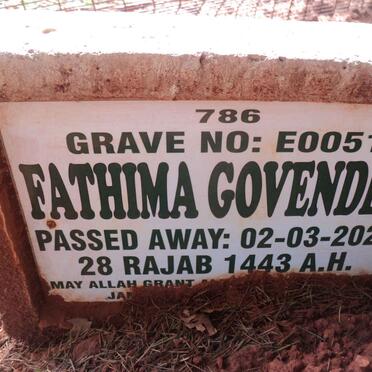 786
GRAVE NO: E0051
FATHIMA GOVENDE
PASSED AWAY: 02-03-202
28 RAJAB 1443 A.H.
MAY ALLAH GRANT